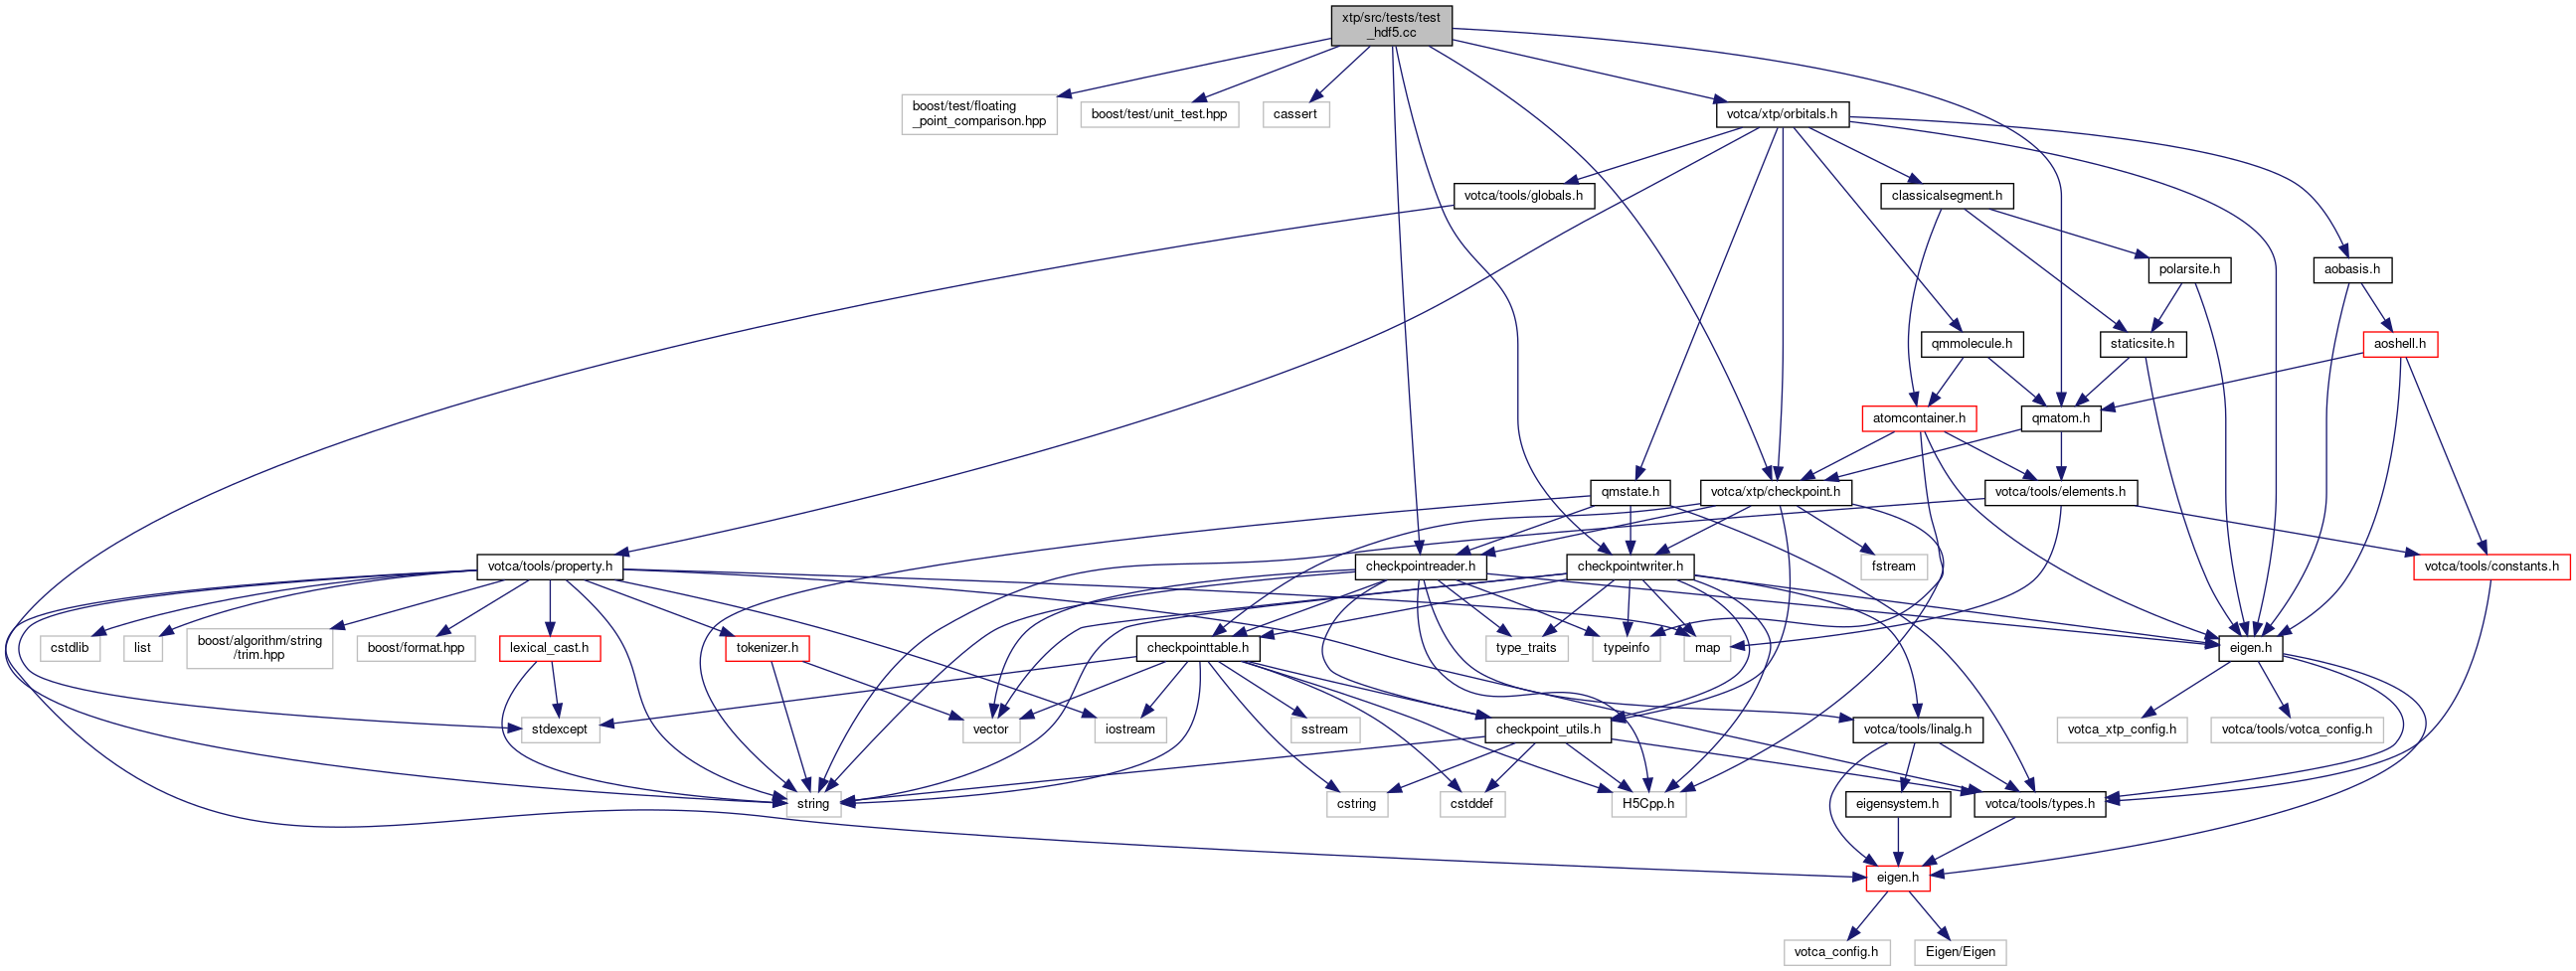 xtp/src/tests/test
_hdf5.cc
boost/test/floating
_point_comparison.hpp
boost/test/unit_test.hpp
cassert
votca/xtp/orbitals.h
votca/tools/globals.h
classicalsegment.h
polarsite.h
aobasis.h
qmmolecule.h
staticsite.h
aoshell.h
atomcontainer.h
qmatom.h
qmstate.h
votca/xtp/checkpoint.h
votca/tools/elements.h
votca/tools/property.h
checkpointreader.h
checkpointwriter.h
fstream
votca/tools/constants.h
cstdlib
list
boost/algorithm/string
/trim.hpp
boost/format.hpp
lexical_cast.h
tokenizer.h
checkpointtable.h
type_traits
typeinfo
map
eigen.h
stdexcept
vector
iostream
sstream
checkpoint_utils.h
votca/tools/linalg.h
votca_xtp_config.h
votca/tools/votca_config.h
string
cstring
cstddef
H5Cpp.h
eigensystem.h
votca/tools/types.h
eigen.h
votca_config.h
Eigen/Eigen